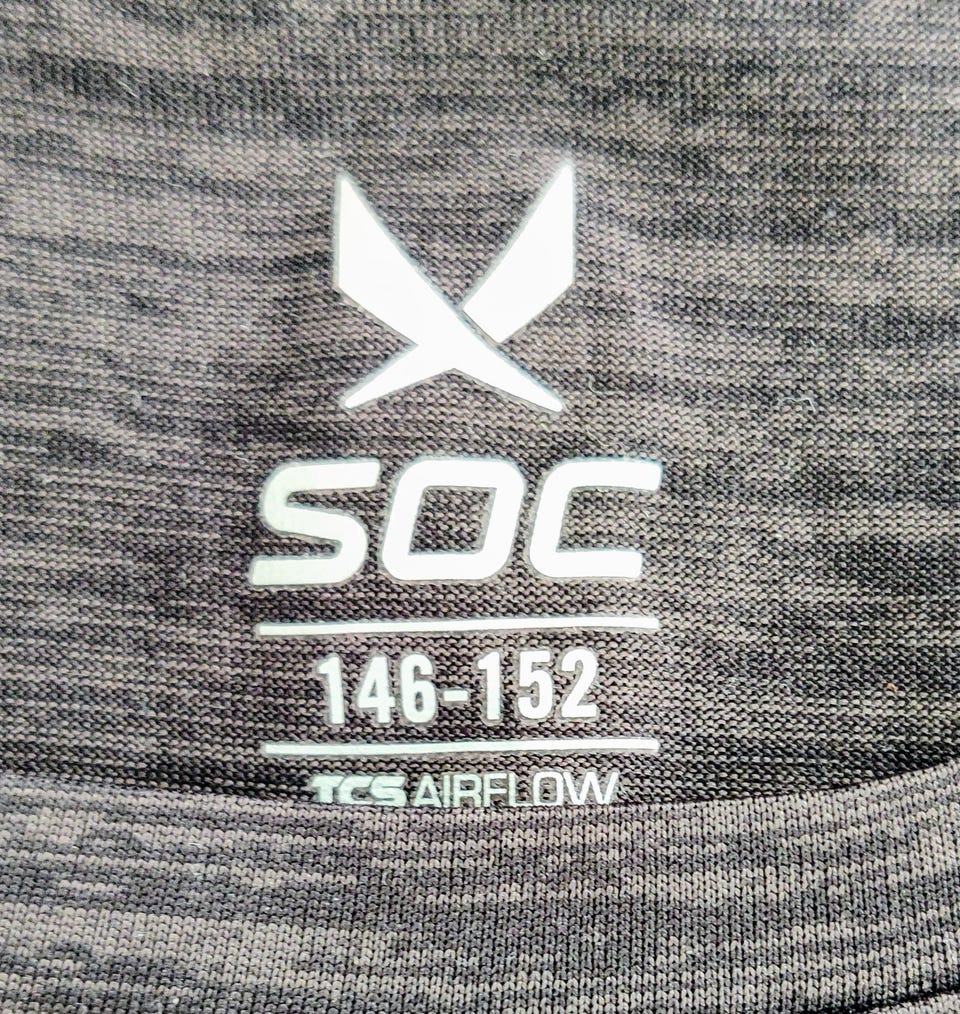 SOC
146-152
TCS AIRFLOW